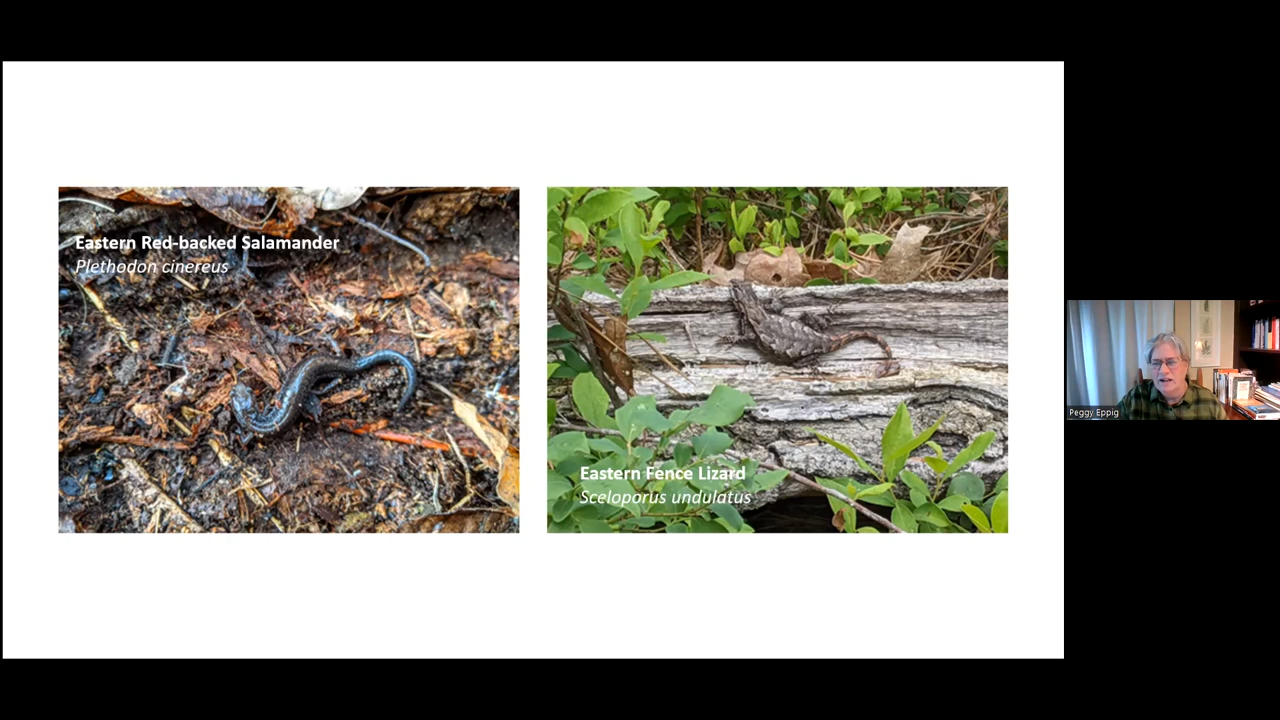 Eastern Red-backed Salamander
Plethodon cinereus
Eastern Fence Lizard
Sceloporus undulatus
Peggy Eppig